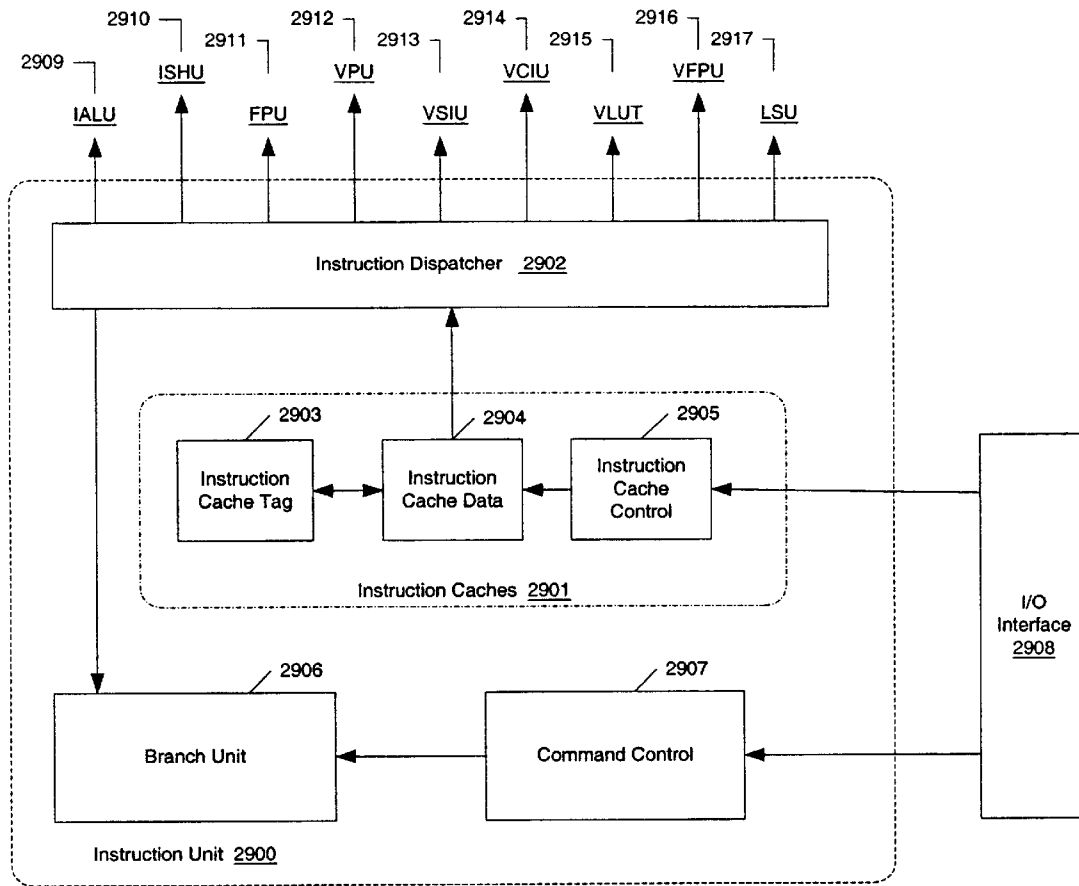 2910
2912
2914
2916
2911
2913
2915
2917
2909
ISHU
VPU
VCIU
VFPU
IALU
FPU
VSIU
VLUT
LSU
Instruction Dispatcher 2902
2903
2904
2905
Instruction
Cache Tag
Instruction
Cache Data
Instruction
Cache
Control
Instruction Caches 2901
I/O
Interface
2908
2906
2907
Branch Unit
Command Control
Instruction Unit 2900